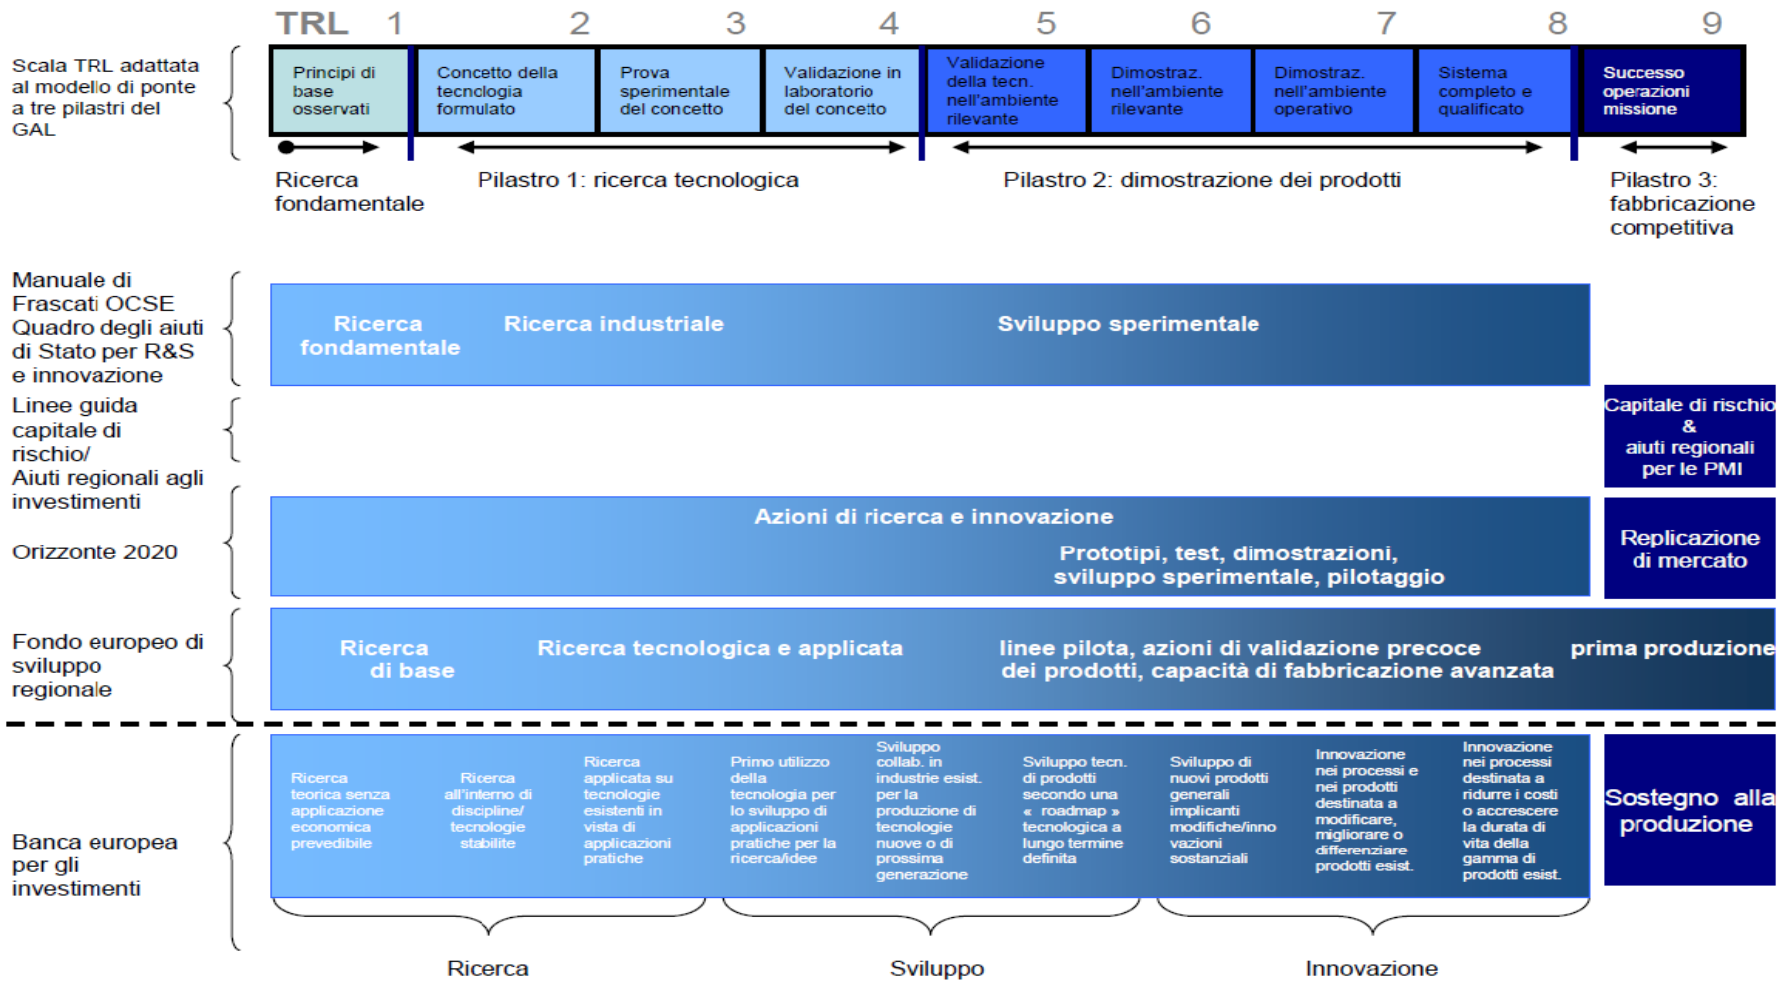 TRL 1 2 3 4 5 6 7 8 9
Scala TRL adattata
al modello di ponte
a tre pilastri del
GAL
Principi di
base
osservati
Concetto della
tecnologia
formulato
Prova
sperimentale
del concetto
Validazione in
laboratorio
del concetto
Validazione
della tecn.
nell'ambiente
rilevante
Dimostraz.
nell'ambiente
rilevante
Dimostraz.
nell'ambiente
operativo
Sistema
completo e
qualificato
Successo
operazioni
missione
Ricerca
fondamentale
Pilastro 1: ricerca tecnologica
Pilastro 2: dimostrazione dei prodotti
Pilastro 3:
fabbricazione
competitiva
Manuale di
Frascati OCSE
Quadro degli aiuti
di Stato per R&S
e innovazione
Ricerca
fondamentale
Ricerca industriale
Sviluppo sperimentale
Linee guida
capitale di
rischio/
Aiuti regionali agli
investimenti
Capitale di rischio
&
aiuti regionali
per le PMI
Orizzonte 2020
Azioni di ricerca e innovazione
Prototipi, test, dimostrazioni,
sviluppo sperimentale, pilotaggio
Replicazione
di mercato
Fondo europeo di
sviluppo
regionale
Ricerca
di base
Ricerca tecnologica e applicata
linee pilota, azioni di validazione precoce
dei prodotti, capacità di fabbricazione avanzata
prima produzione
Banca europea
per gli
investimenti
Ricerca
teorica senza
applicazione
economica
prevedibile
Ricerca
all'interno di
discipline/
tecnologie
stabilite
Ricerca
applicata su
tecnologie
esistenti in
vista di
applicazioni
pratiche
Primo utilizo
della
tecnologia per
lo sviluppo di
applicazioni
pratiche per la
ricerca/idee
Sviluppo
collab. in
industrie esist.
per la
produzione di
tecnologie
nuove o di
prossima
generazione
Sviluppo tecn.
di prodotti
secondo una
« roadmap »
tecnologica a
lungo termine
definita
Sviluppo di
nuovi prodotti
generali
implicanti
modifiche/inno
vazioni
sostanziali
Innovazione
nei processi e
nei prodotti
destinata a
modificare,
migliorare o
differenziare
prodotti esist.
Innovazione
nei processi
destinata a
ridurre i costi
o accrescere
la durata di
vita della
gamma di
prodotti esist.
Sostegno alla
produzione
Ricerca
Sviluppo
Innovazione